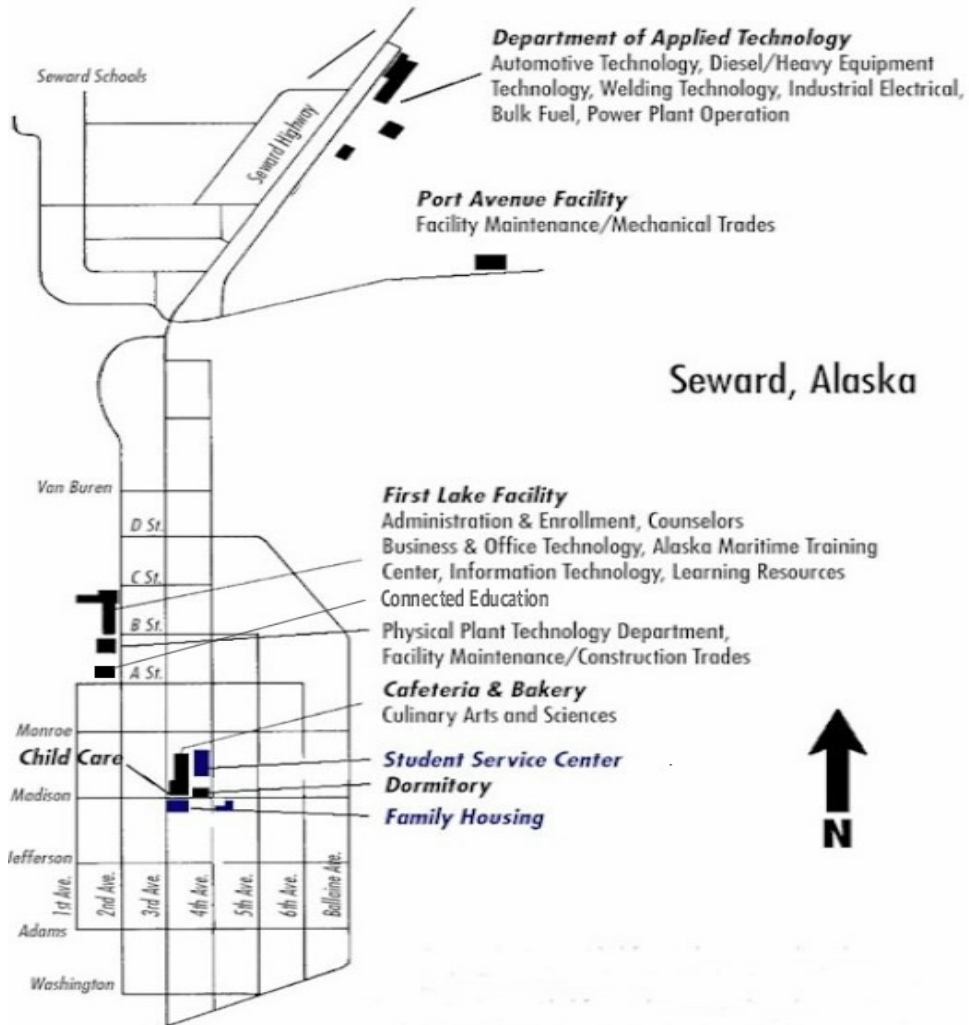 Department of Applied Technology
Automotive Technology, Diesel/Heavy Equipment
Technology, Welding Technology, Industrial Electrical,
Bulk Fuel, Power Plant Operation
Seward Schools
Seward Highway
Port Avenue Facility
Facility Maintenance/Mechanical Trades
Seward, Alaska
Van Buren
D St.
C St.
B St.
A St.
First Lake Facility
Administration & Enrollment, Counselors
Business & Office Technology, Alaska Maritime Training
Center, Information Technology, Learning Resources
Connected Education
Physical Plant Technology Department,
Facility Maintenance/Construction Trades
Cafeteria & Bakery
Culinary Arts and Sciences
Monroe
Child Care
Student Service Center
Madison
Dormitory
Family Housing
N
Jefferson
1st Ave.
2nd Ave.
3rd Ave.
4th Ave.
5th Ave.
6th Ave.
Ballaine Ave.
Adams
Washington